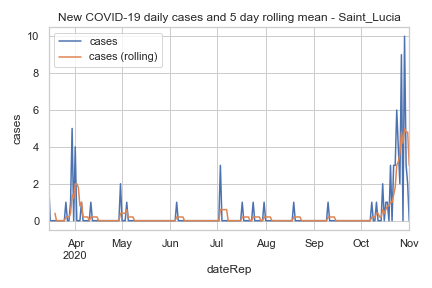 New COVID-19 daily cases and 5 day rolling mean - Saint_Lucia
cases
cases (rolling)
10
8
6
4
2
0
cases
Apr May Jun Jul Aug Sep Oct Nov
2020
dateRep